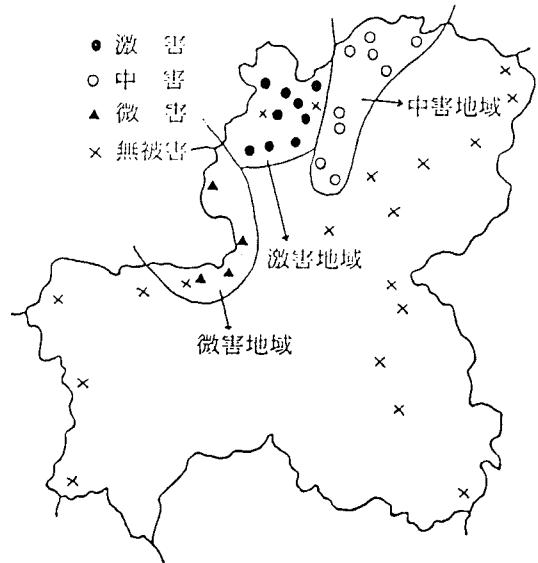 ● 激 害
○ 中 害
▲ 微 害
× 無被害
中害地域
激害地域
微害地域